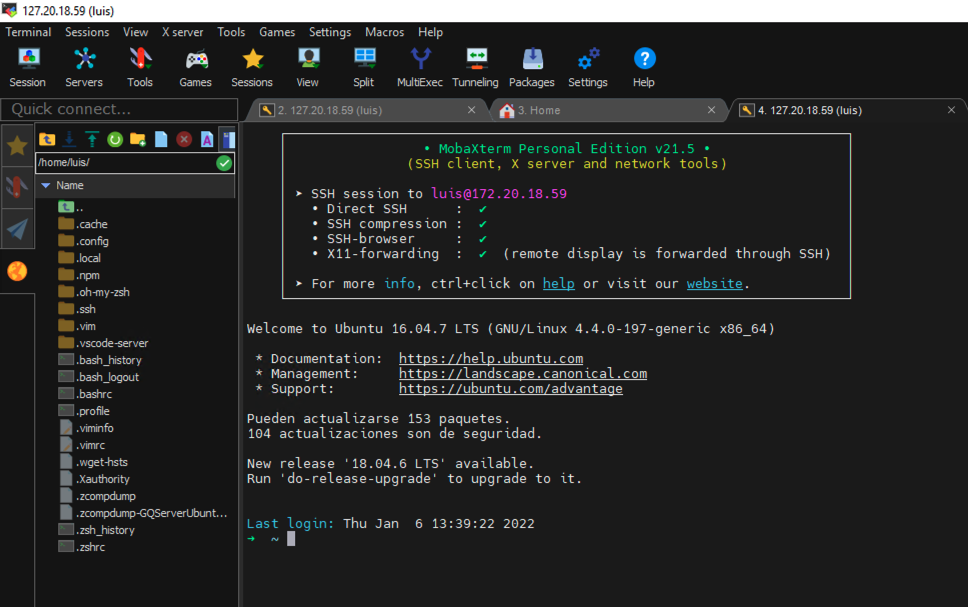 127.20.18.59 (luis)
Terminal Sessions View X server Tools Games Settings Macros Help
Session Servers Tools Games Sessions View Split MultiExec Tunneling Packages Settings Help
Quick connect...
2. 127.20.18.59 (luis)
3. Home
4. 127.20.18.59 (luis)
/home/luis/
Name
..
.cache
.config
.local
.npm
.oh-my-zsh
.ssh
.vim
.vscode-server
.bash_history
.bash_logout
.bashrc
.profile
.viminfo
.vimrc
.wget-hsts
.Xauthority
.zcompdump
.zcompdump-GQServerUbunt...
.zsh_history
.zshrc
• MobaXterm Personal Edition v21.5 •
(SSH client, X server and network tools)
➤ SSH session to luis@172.20.18.59
• Direct SSH : ✔
• SSH compression : ✔
• SSH-browser : ✔
• X11-forwarding : ✔ (remote display is forwarded through SSH)
➤ For more info, ctrl+click on help or visit our website.
Welcome to Ubuntu 16.04.7 LTS (GNU/Linux 4.4.0-197-generic x86_64)
* Documentation: https://help.ubuntu.com
* Management: https://landscape.canonical.com
* Support: https://ubuntu.com/advantage
Pueden actualizarse 153 paquetes.
104 actualizaciones son de seguridad.
New release '18.04.6 LTS' available.
Run 'do-release-upgrade' to upgrade to it.
Last login: Thu Jan 6 13:39:22 2022
➜ ~